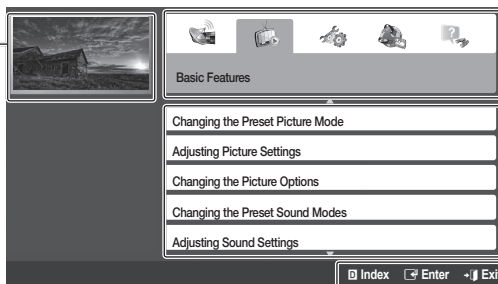 Basic Features
Changing the Preset Picture Mode
Adjusting Picture Settings
Changing the Picture Options
Changing the Preset Sound Modes
Adjusting Sound Settings
D Index Enter Exi